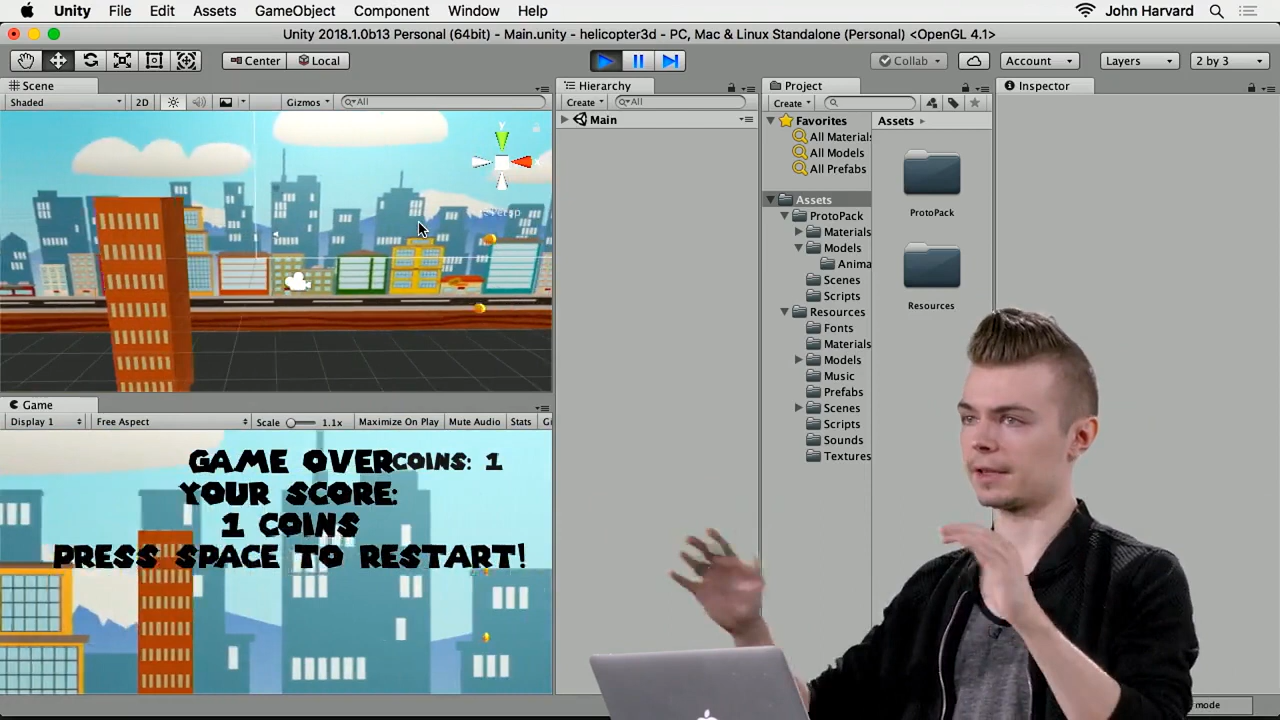 Unity File Edit Assets GameObject Component Window Help John Harvard
Unity 2018.1.0b13 Personal (64bit) - Main.unity - helicopter3d - PC, Mac & Linux Standalone (Personal) <OpenGL 4.1>
Center Local Collab Account Layers 2 by 3
Scene
Shaded 2D Gizmos All
y
x
Persp
Game
Display 1 Free Aspect Scale 1.1x Maximize On Play Mute Audio Stats
GAME OVER
COINS: 1
YOUR SCORE:
1 COINS
PRESS SPACE TO RESTART!
Hierarchy
Create All
Main
Project
Create
Favorites
All Materials
All Models
All Prefabs
Assets
ProtoPack
Materials
Models
Anima
Scenes
Scripts
Resources
Fonts
Materials
Models
Music
Prefabs
Scenes
Scripts
Sounds
Textures
Assets
ProtoPack
Resources
Inspector
mode